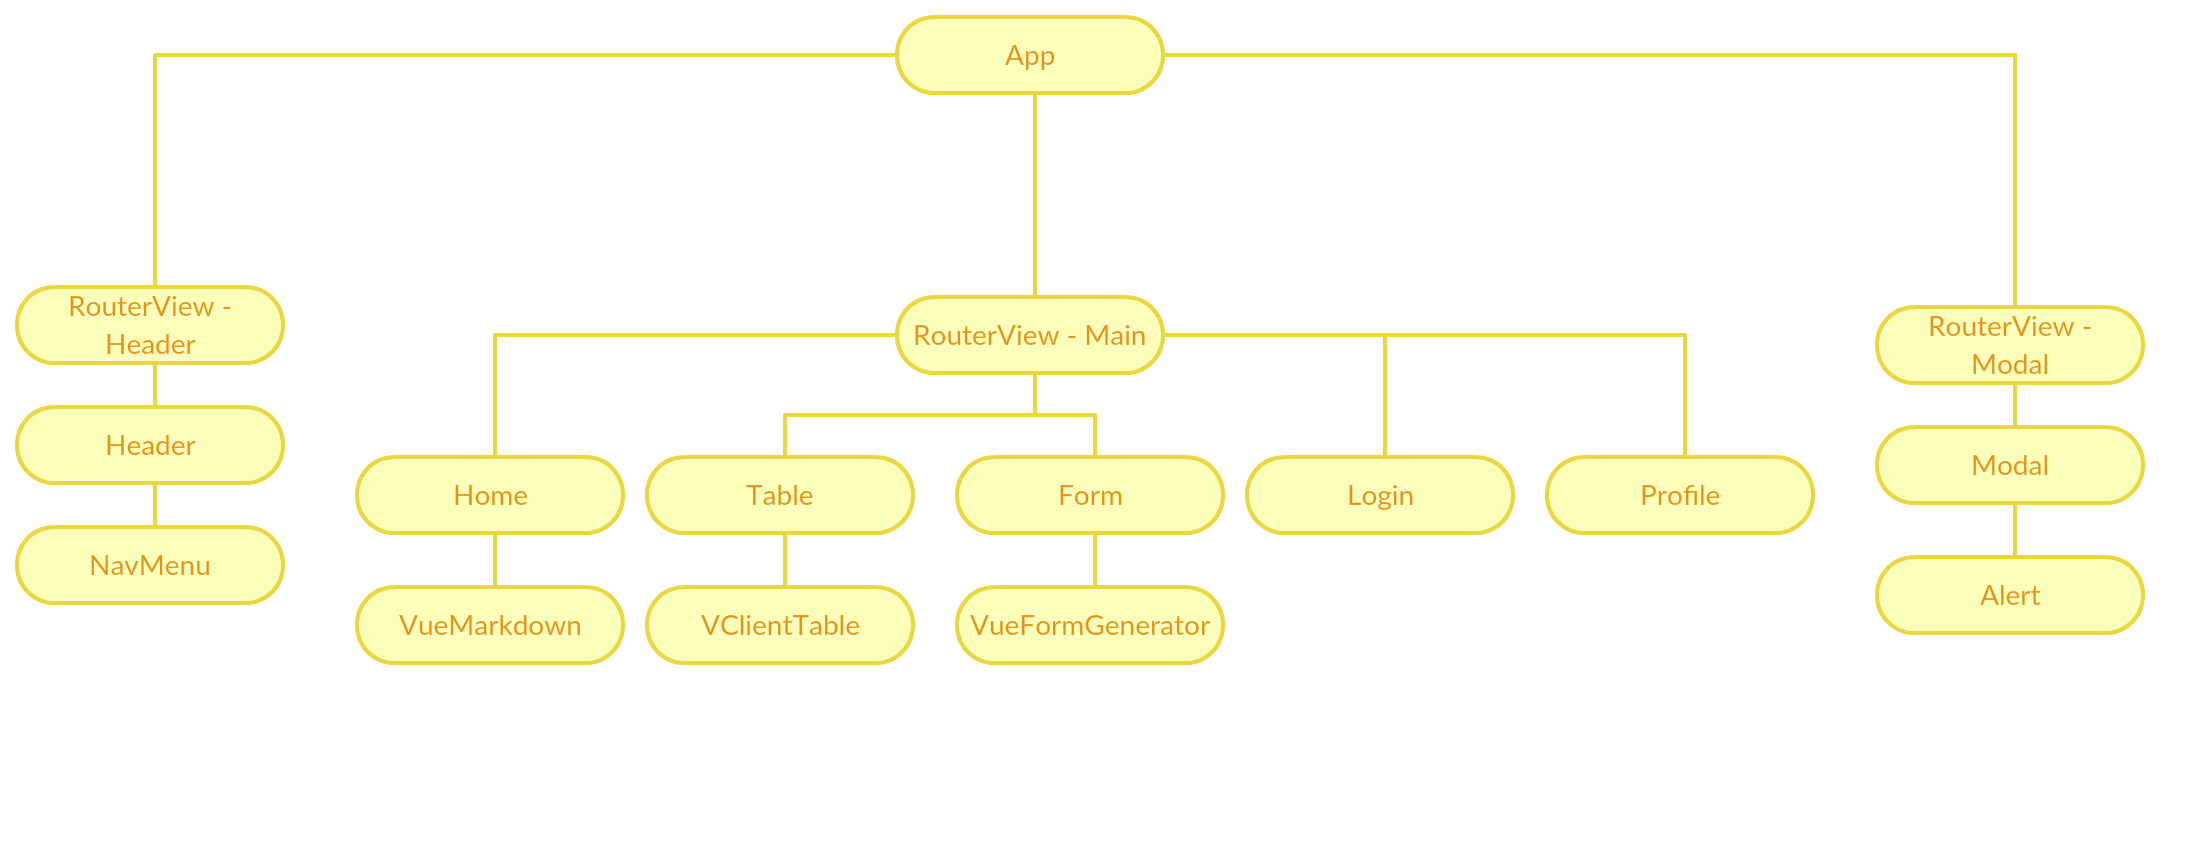 App
RouterView -
Header
RouterView - Main
RouterView -
Modal
Header
Modal
Home
Table
Form
Login
Profile
NavMenu
Alert
VueMarkdown
VClientTable
VueFormGenerator